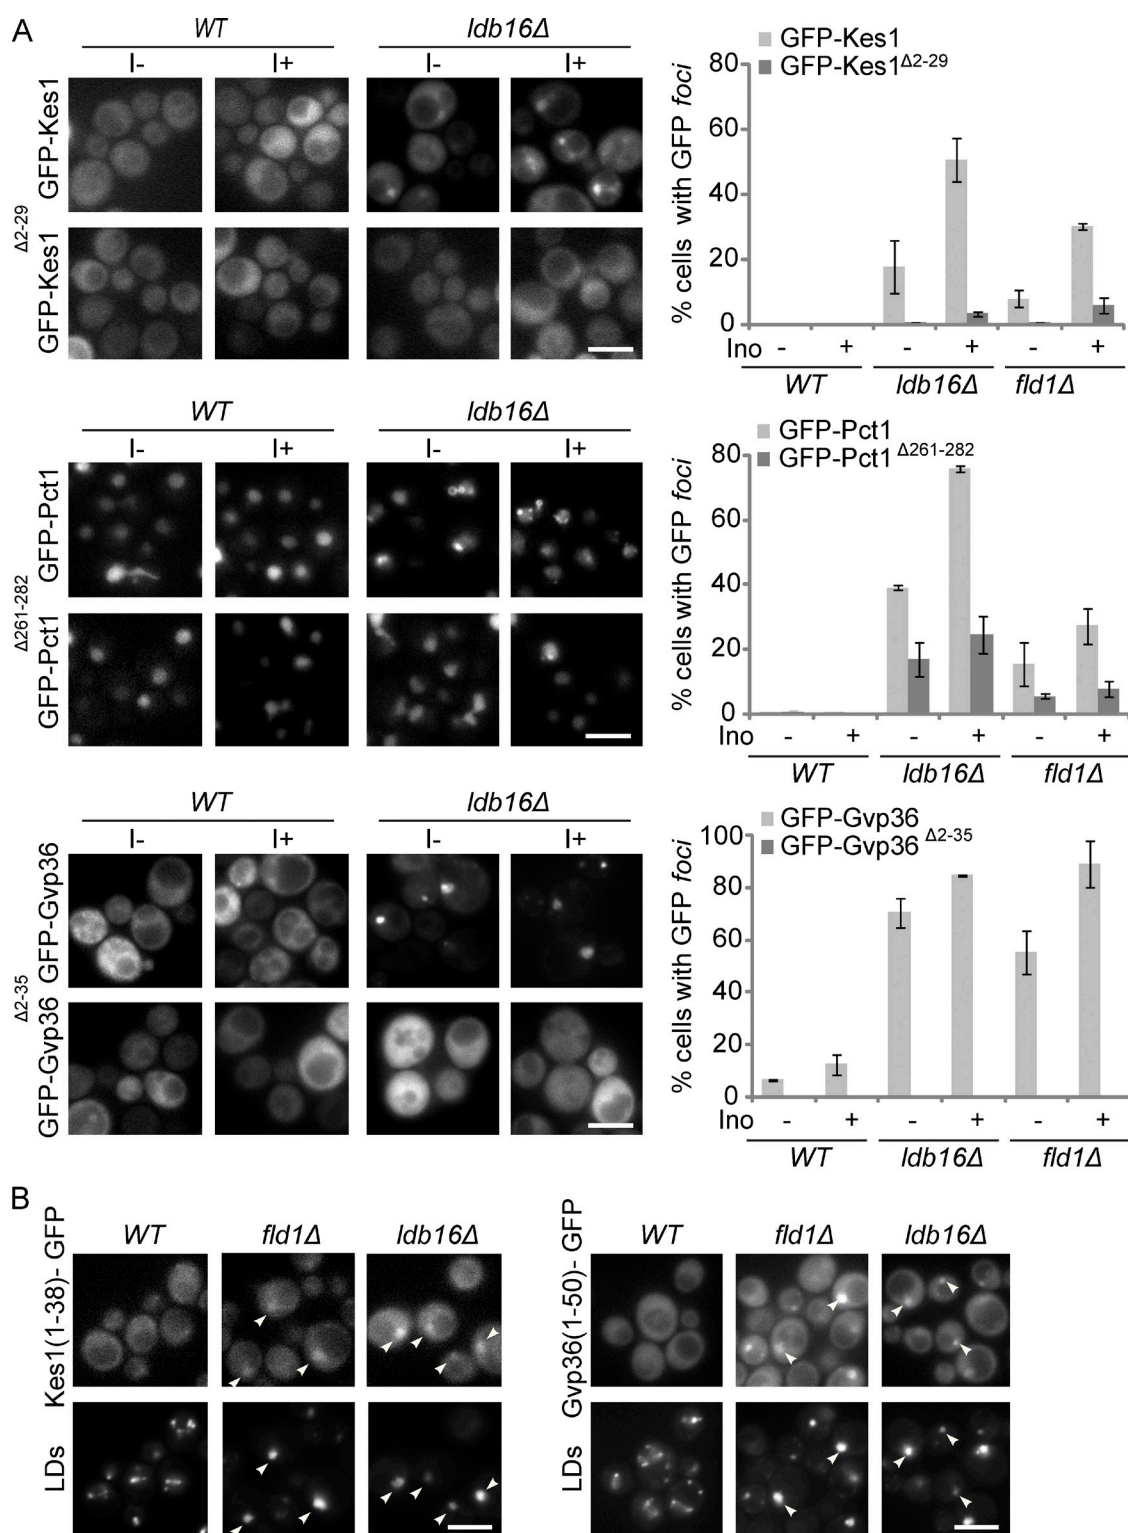 A
WT
ldb16Δ
I-
I+
I-
I+
GFP-Kes1
GFP-Kes1 Δ2-29
GFP-Kes1
GFP-Kes1 Δ2-29
% cells with GFP foci
80
60
40
20
0
Ino - + - + - +
WT ldb16Δ fld1Δ
WT
ldb16Δ
I-
I+
I-
I+
GFP-Pct1
GFP-Pct1 Δ261-282
GFP-Pct1
GFP-Pct1 Δ261-282
% cells with GFP foci
80
60
40
20
0
Ino - + - + - +
WT ldb16Δ fld1Δ
WT
ldb16Δ
I-
I+
I-
I+
GFP-Gvp36
GFP-Gvp36 Δ2-35
GFP-Gvp36
GFP-Gvp36 Δ2-35
% cells with GFP foci
100
80
60
40
20
0
Ino - + - + - +
WT ldb16Δ fld1Δ
B
Kes1(1-38)- GFP
WT fld1Δ ldb16Δ
LDs
Gvp36(1-50)- GFP
WT fld1Δ ldb16Δ
LDs